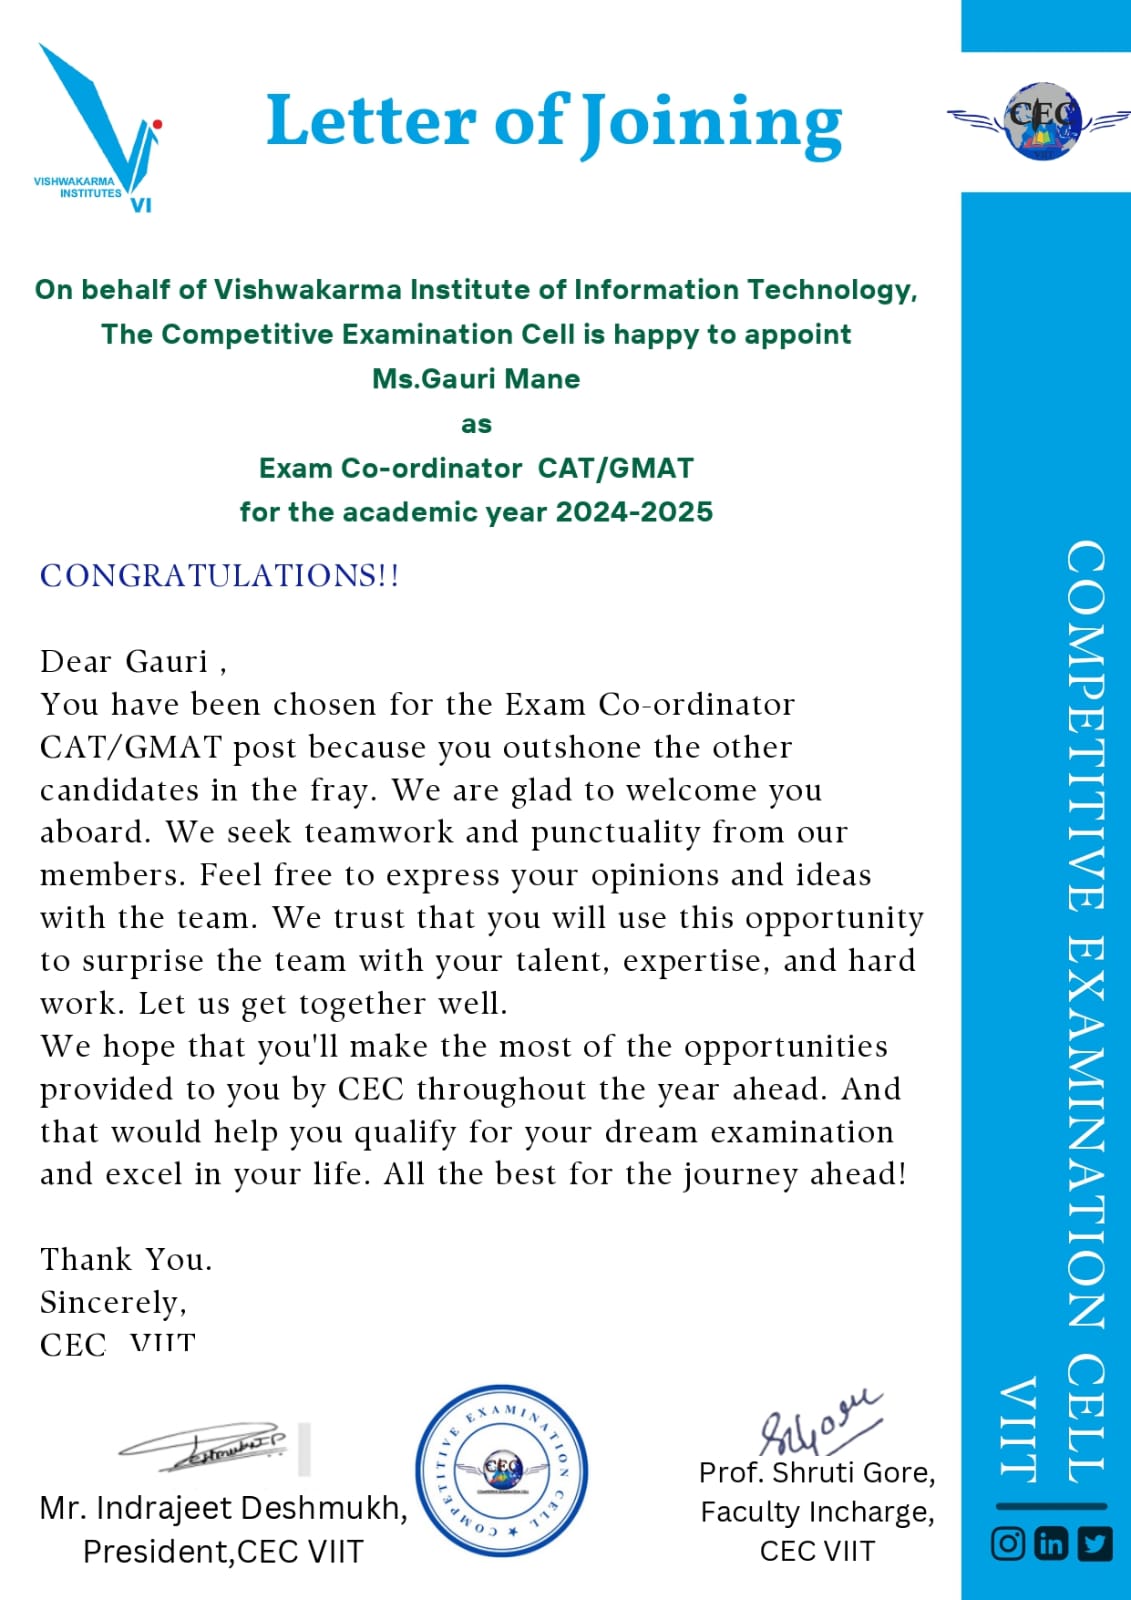 VISHWAKARMA
INSTITUTES
VI
Letter of Joining
CEC
On behalf of Vishwakarma Institute of Information Technology,
The Competitive Examination Cell is happy to appoint
Ms.Gauri Mane
as
Exam Co-ordinator CAT/GMAT
for the academic year 2024-2025
CONGRATULATIONS!!
Dear Gauri ,
You have been chosen for the Exam Co-ordinator
CAT/GMAT post because you outshone the other
candidates in the fray. We are glad to welcome you
aboard. We seek teamwork and punctuality from our
members. Feel free to express your opinions and ideas
with the team. We trust that you will use this opportunity
to surprise the team with your talent, expertise, and hard
work. Let us get together well.
We hope that you'll make the most of the opportunities
provided to you by CEC throughout the year ahead. And
that would help you qualify for your dream examination
and excel in your life. All the best for the journey ahead!
Thank You.
Sincerely,
CEC VIIT
Mr. Indrajeet Deshmukh,
President,CEC VIIT
COMPETITIVE EXAMINATION CELL
CEC
Prof. Shruti Gore,
Faculty Incharge,
CEC VIIT
COMPETITIVE EXAMINATION CELL
VIIT
in